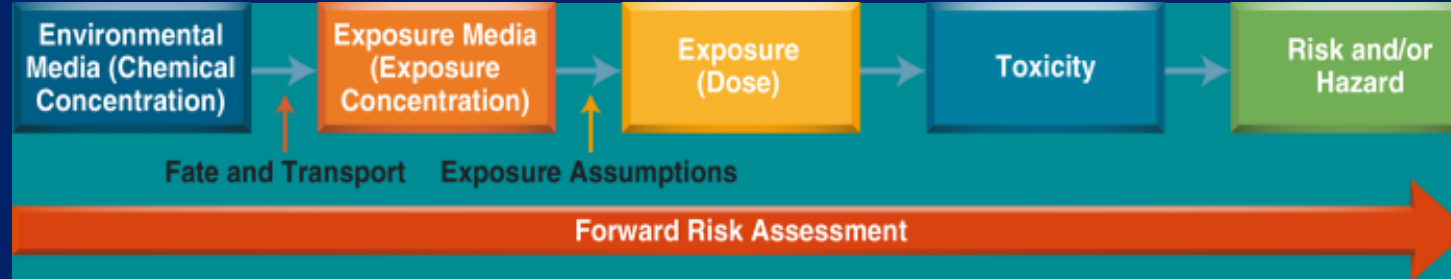 Environmental
Media (Chemical
Concentration)
Exposure Media
(Exposure
Concentration)
Exposure
(Dose)
Toxicity
Risk and/or
Hazard
Fate and Transport
Exposure Assumptions
Forward Risk Assessment